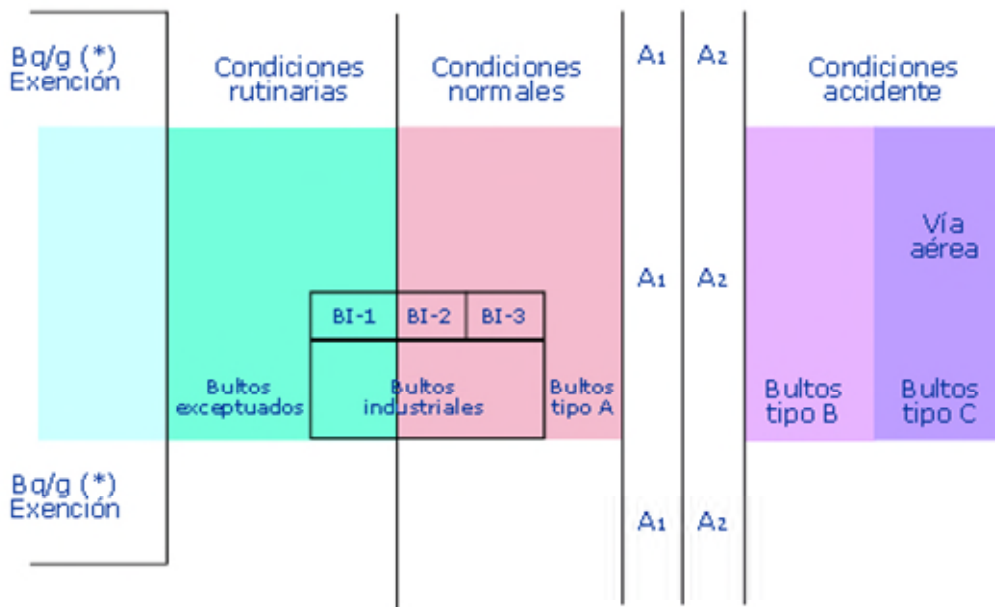 Bq/g (*)
Exención
Condiciones
rutinarias
Condiciones
normales
A1
A2
Condiciones
accidente
Vía
aérea
A1
A2
BI-1
BI-2
BI-3
Bultos
exceptuados
Bultos
industriales
Bultos
tipo A
Bultos
tipo B
Bultos
tipo C
Bq/g (*)
Exención
A1
A2